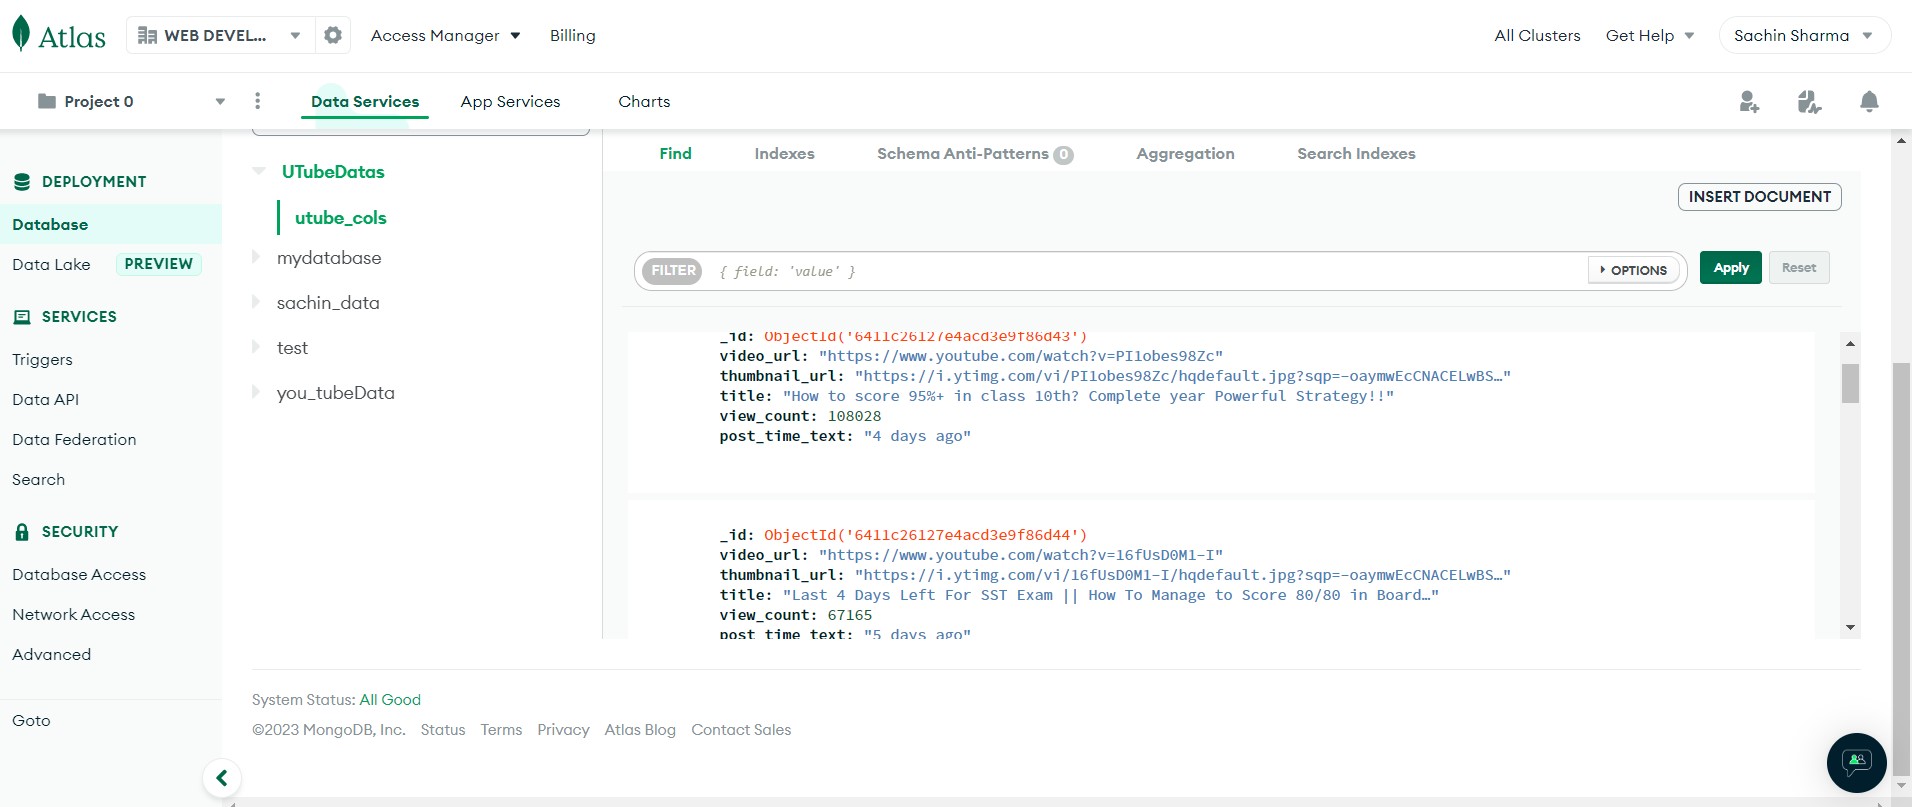 Atlas
WEB DEVEL...
Access Manager
Billing
All Clusters
Get Help
Sachin Sharma
Project 0
Data Services
App Services
Charts
DEPLOYMENT
Database
Data Lake PREVIEW
SERVICES
Triggers
Data API
Data Federation
Search
SECURITY
Database Access
Network Access
Advanced
Goto
UTubeDatas
utube_cols
mydatabase
sachin_data
test
you_tubeData
Find
Indexes
Schema Anti-Patterns 0
Aggregation
Search Indexes
INSERT DOCUMENT
FILTER { field: 'value' }
OPTIONS
Apply
Reset
_id: ObjectId('6411c26127e4acd3e9f86d43')
video_url: "https://www.youtube.com/watch?v=PI1obes98Zc"
thumbnail_url: "https://i.ytimg.com/vi/PI1obes98Zc/hqdefault.jpg?sqp=-oaymwEcCNACELwBS…"
title: "How to score 95%+ in class 10th? Complete year Powerful Strategy!!"
view_count: 108028
post_time_text: "4 days ago"
_id: ObjectId('6411c26127e4acd3e9f86d44')
video_url: "https://www.youtube.com/watch?v=16fUsD0M1-I"
thumbnail_url: "https://i.ytimg.com/vi/16fUsD0M1-I/hqdefault.jpg?sqp=-oaymwEcCNACELwBS…"
title: "Last 4 Days Left For SST Exam || How To Manage to Score 80/80 in Board…"
view_count: 67165
post_time_text: "5 days ago"
System Status: All Good
©2023 MongoDB, Inc. Status Terms Privacy Atlas Blog Contact Sales